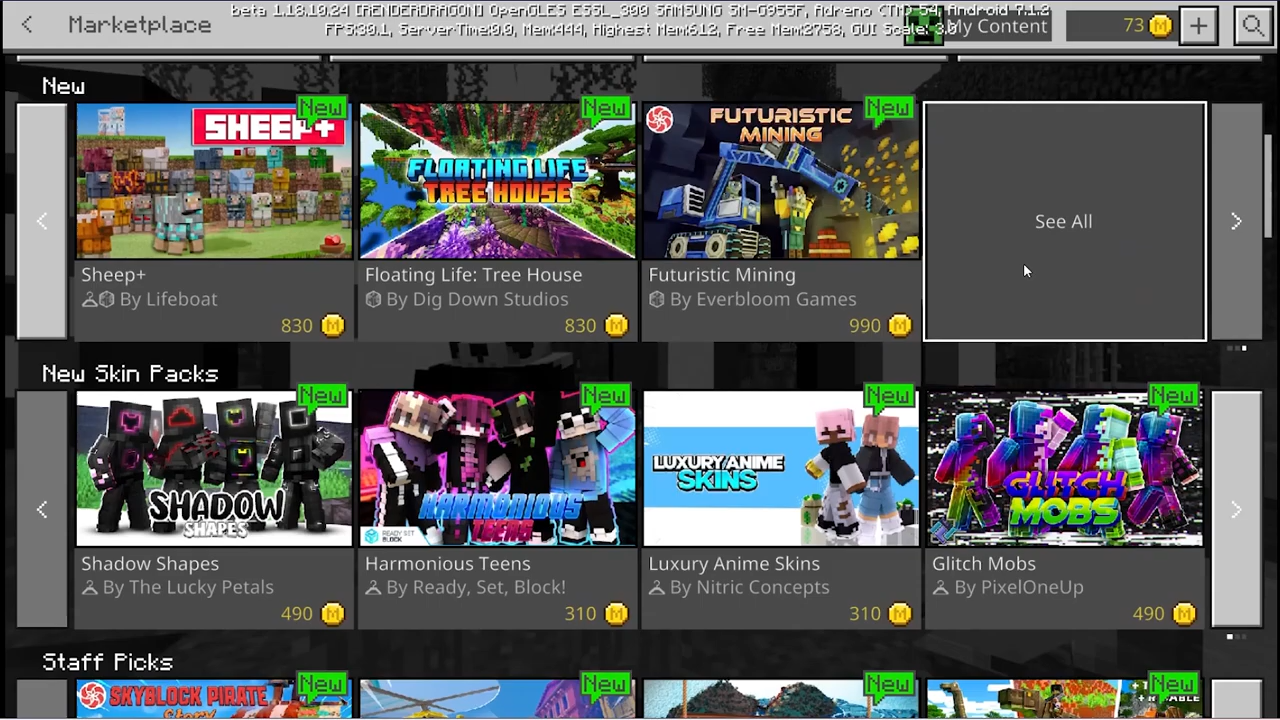 beta 1.18.10.24 [RENDERDRAGON] OpenGLES ESSL_300 SAMSUNG SM-G955F, Adreno (TM) 54, Android 7.1.2
FPS:30.1, ServerTime:0.0, Mem:444, Highest Mem:612, Free Mem:2758, GUI Scale: 3.0
Marketplace
My Content
73
New
New
New
New
SHEEP+
FLOATING LIFE
TREE HOUSE
FUTURISTIC
MINING
See All
Sheep+
By Lifeboat
830
Floating Life: Tree House
By Dig Down Studios
830
Futuristic Mining
By Everbloom Games
990
New Skin Packs
New
New
New
New
SHADOW
SHAPES
HARMONIOUS
TEENS
READY SET
BLOCK!
LUXURY ANIME
SKINS
GLITCH
MOBS
Shadow Shapes
By The Lucky Petals
490
Harmonious Teens
By Ready, Set, Block!
310
Luxury Anime Skins
By Nitric Concepts
310
Glitch Mobs
By PixelOneUp
490
Staff Picks
New
New
New
New
SKYBLOCK PIRATE